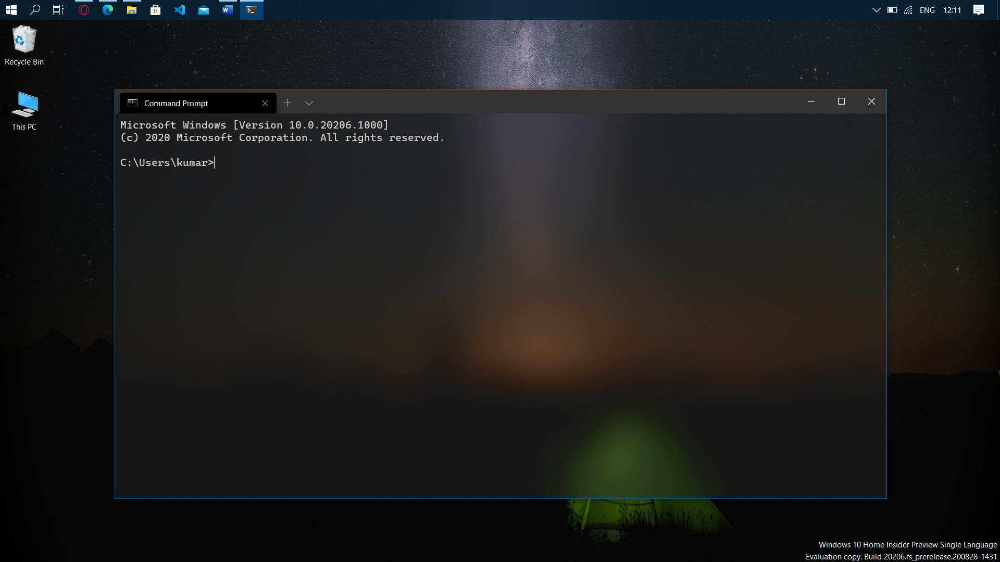 ENG 12:11
Recycle Bin
This PC
Command Prompt
Microsoft Windows [Version 10.0.20206.1000]
(c) 2020 Microsoft Corporation. All rights reserved.
C:\Users\kumar>
Windows 10 Home Insider Preview Single Language
Evaluation copy. Build 20206.rs_prerelease.200828-1431